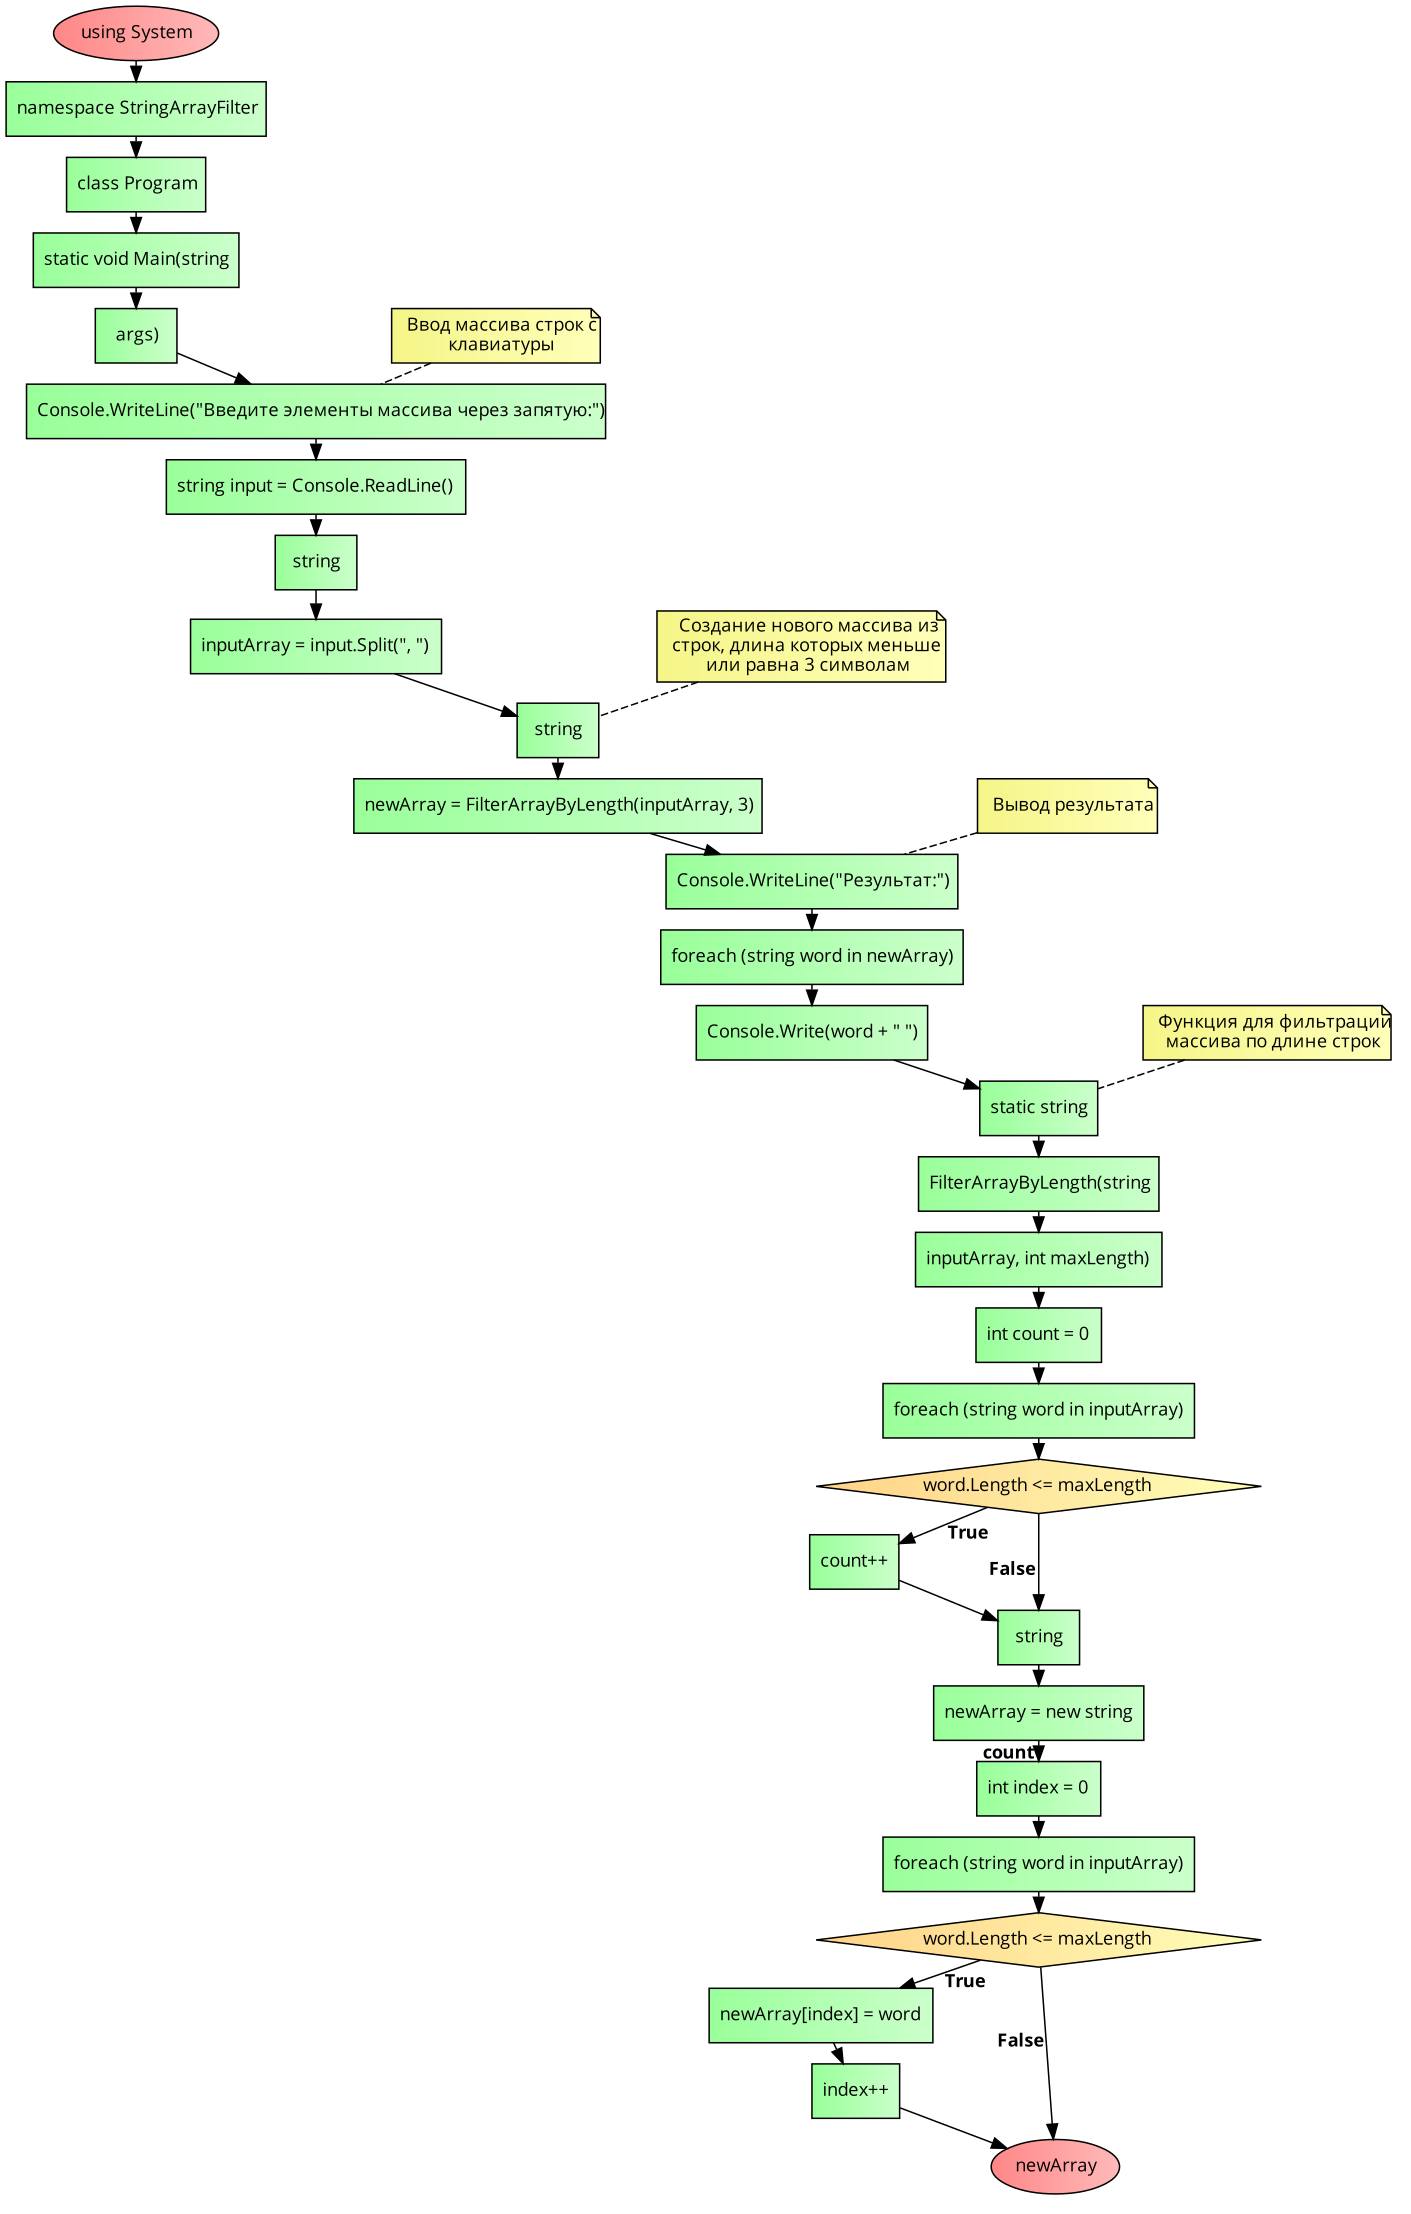 using System
namespace StringArrayFilter
class Program
static void Main(string
args)
Ввод массива строк с
клавиатуры
Console.WriteLine("Введите элементы массива через запятую:")
string input = Console.ReadLine()
string
inputArray = input.Split(", ")
Создание нового массива из
строк, длина которых меньше
или равна 3 символам
string
newArray = FilterArrayByLength(inputArray, 3)
Вывод результата
Console.WriteLine("Результат:")
foreach (string word in newArray)
Console.Write(word + " ")
Функция для фильтрации
массива по длине строк
static string
FilterArrayByLength(string
inputArray, int maxLength)
int count = 0
foreach (string word in inputArray)
word.Length <= maxLength
True
count++
False
string
newArray = new string
count
int index = 0
foreach (string word in inputArray)
word.Length <= maxLength
True
newArray[index] = word
False
index++
newArray